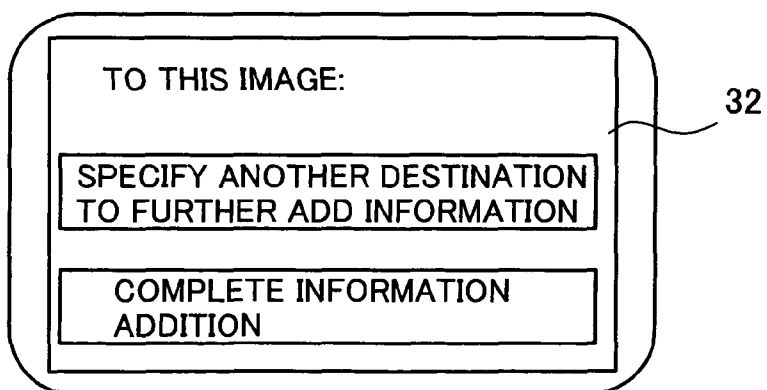 TO THIS IMAGE:
32
SPECIFY ANOTHER DESTINATION
TO FURTHER ADD INFORMATION
COMPLETE INFORMATION
ADDITION